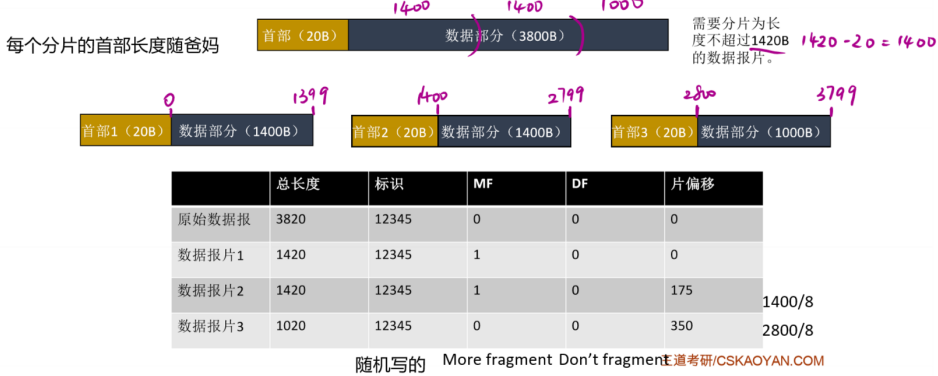 1400 1400 1000
首部（20B） 数据部分（3800B）
每个分片的首部长度随爸妈
需要分片为长
度不超过1420B
的数据报片。
1420-20=1400
0 1399 1400 2799 2800 3799
首部1（20B） 数据部分（1400B） 首部2（20B） 数据部分（1400B） 首部3（20B） 数据部分（1000B）
总长度 标识 MF DF 片偏移
原始数据报 3820 12345 0 0 0
数据报片1 1420 12345 1 0 0
数据报片2 1420 12345 1 0 175 1400/8
数据报片3 1020 12345 0 0 350 2800/8
随机写的 More fragment Don't fragment 王道考研/CSKAOYAN.COM